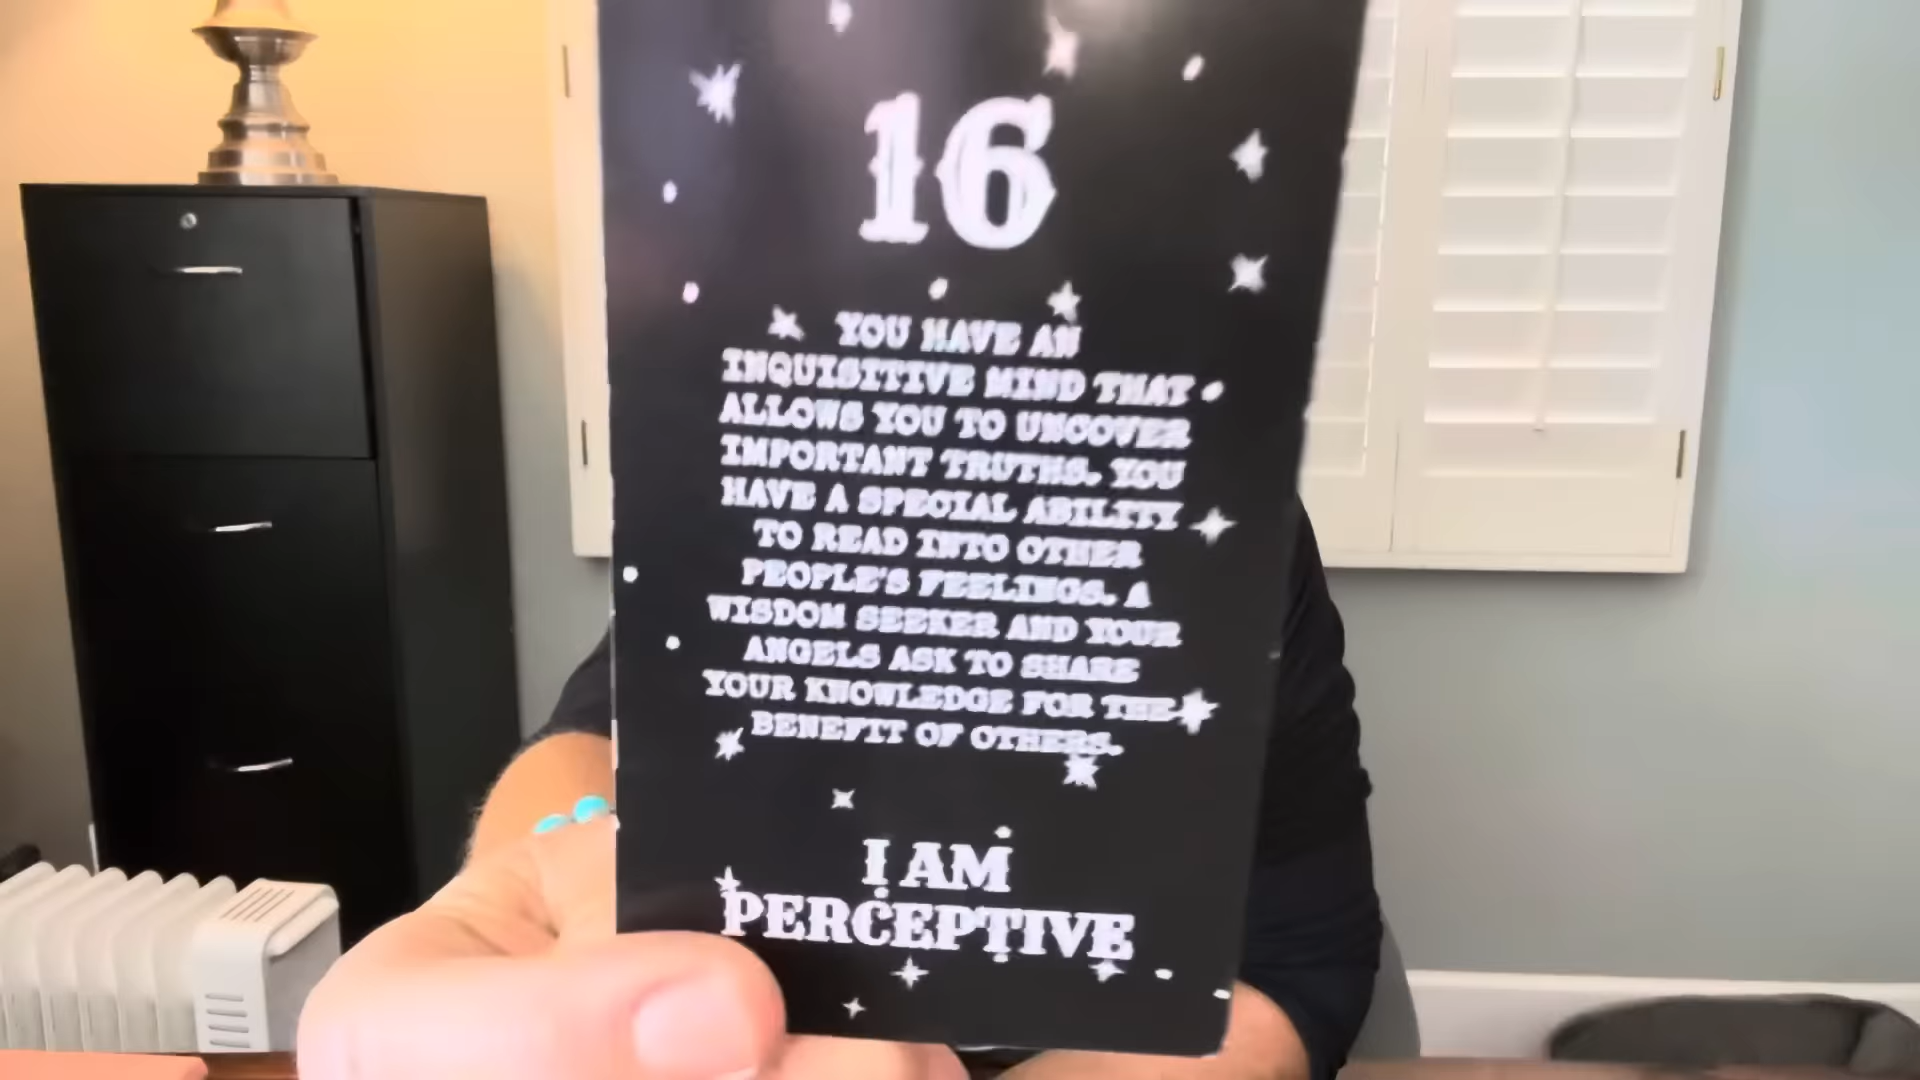 16
YOU HAVE AN
INQUISITIVE MIND THAT
ALLOWS YOU TO UNCOVER
IMPORTANT TRUTHS. YOU
HAVE A SPECIAL ABILITY
TO READ INTO OTHER
PEOPLE'S FEELINGS. A
WISDOM SEEKER AND YOUR
ANGELS ASK TO SHARE
YOUR KNOWLEDGE FOR THE
BENEFIT OF OTHERS.
I AM
PERCEPTIVE